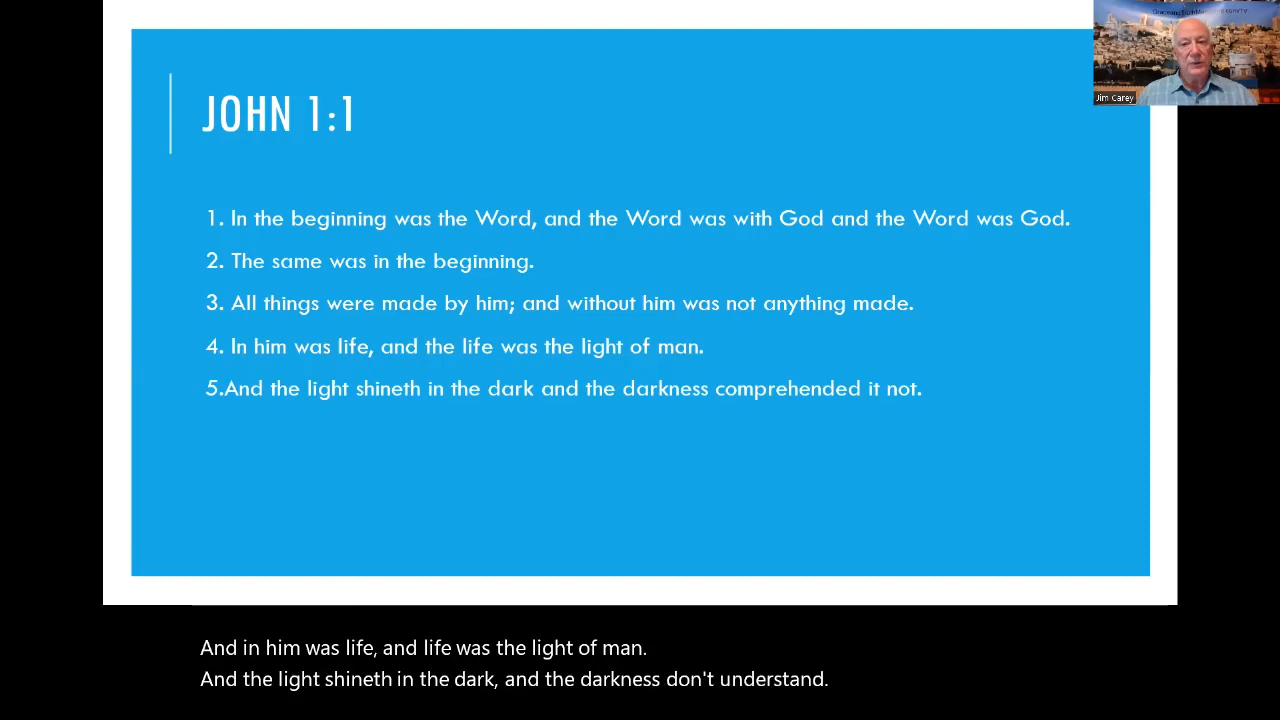 JOHN 1:1
1. In the beginning was the Word, and the Word was with God and the Word was God.
2. The same was in the beginning.
3. All things were made by him; and without him was not anything made.
4. In him was life, and the life was the light of man.
5.And the light shineth in the dark and the darkness comprehended it not.
Jim Carey
And in him was life, and life was the light of man.
And the light shineth in the dark, and the darkness don't understand.